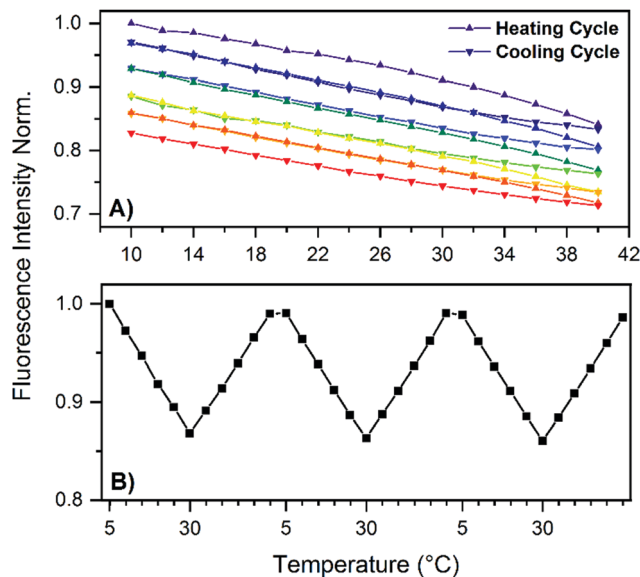 Fluorescence Intensity Norm.
1.0
0.9
0.8
0.7
Heating Cycle
Cooling Cycle
A)
10 14 18 22 26 30 34 38 42
1.0
0.9
0.8
B)
5 30 5 30 5 30
Temperature (°C)